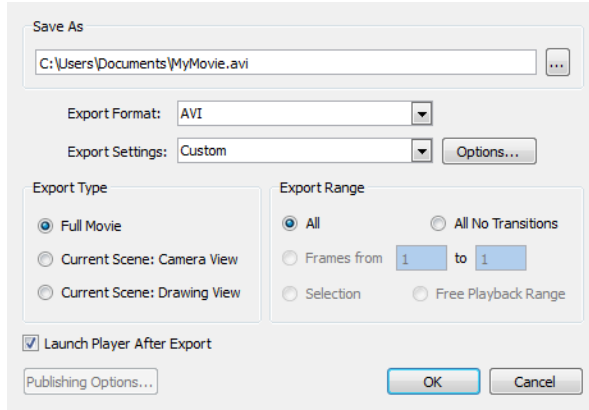 Save As
C:\Users\Documents\MyMovie.avi
...
Export Format: AVI
Export Settings: Custom Options...
Export Type
Full Movie
Current Scene: Camera View
Current Scene: Drawing View
Export Range
All All No Transitions
Frames from 1 to 1
Selection Free Playback Range
Launch Player After Export
Publishing Options... OK Cancel